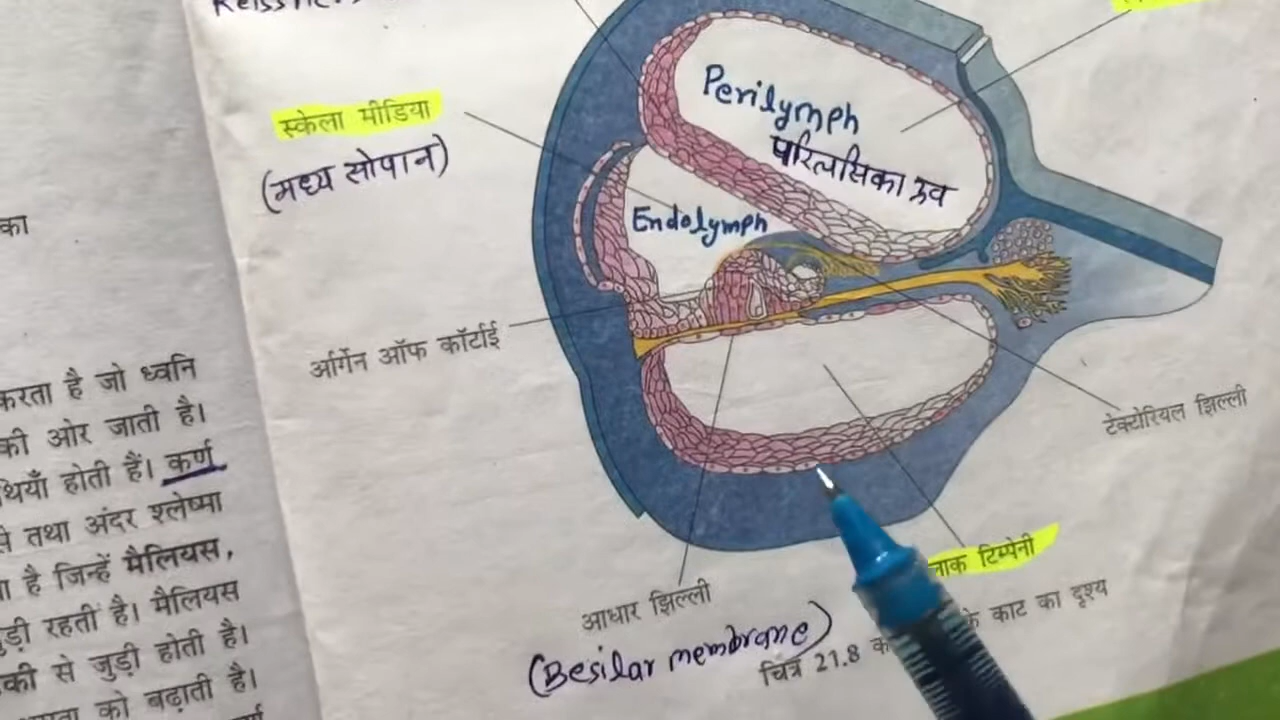 स्केला मीडिया
(मध्य सोपान)
Perilymph
परिलसिका द्रव
Endolymph
ऑर्गेन ऑफ कॉर्टाई
टेक्टोरियल झिल्ली
टिम्पेनी
आधार झिल्ली
(Besilar membrane)
चित्र 21.8
के काट का दृश्य
का
करता है जो ध्वनि
की ओर जाती है।
होती हैं। कर्ण
तथा अंदर श्लेष्मा
है जिन्हें मैलियस,
रहती है। मैलियस
से जुड़ी होती है।
को बढ़ाती है।